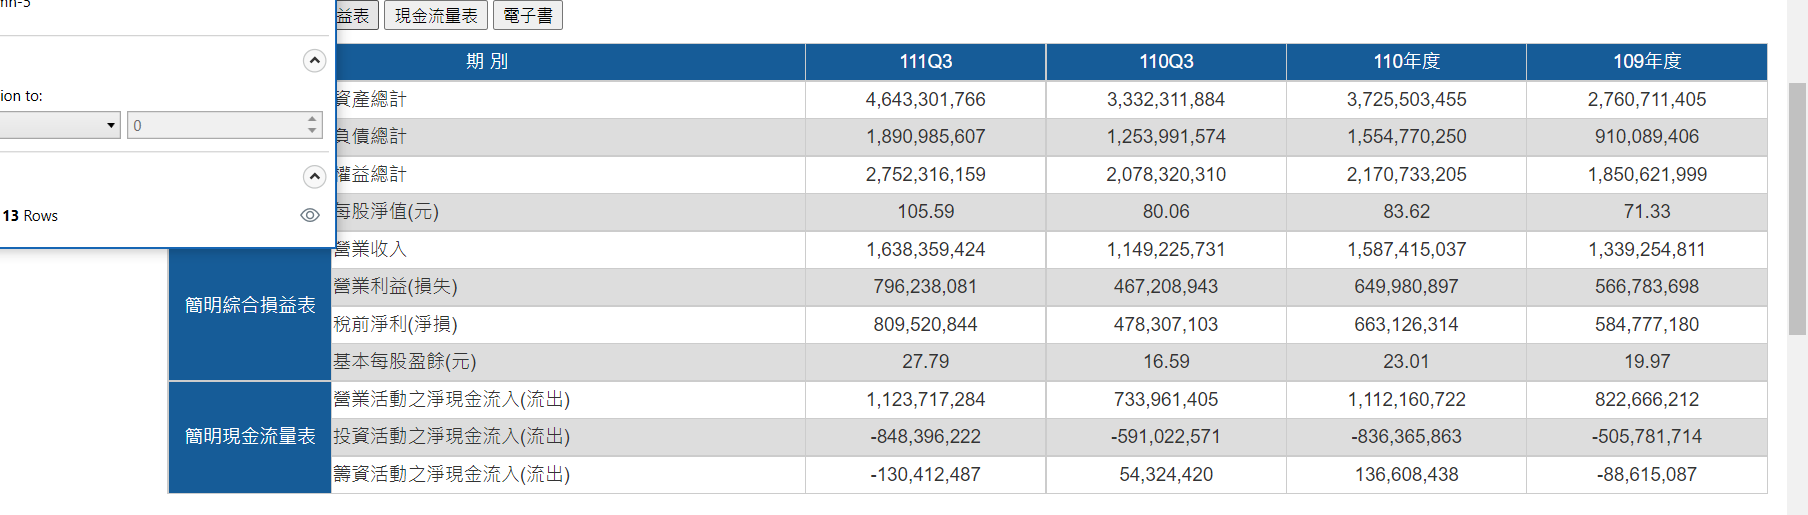 益表 現金流量表 電子書
期 別 111Q3 110Q3 110年度 109年度
ion to:
資產總計 4,643,301,766 3,332,311,884 3,725,503,455 2,760,711,405
0
負債總計 1,890,985,607 1,253,991,574 1,554,770,250 910,089,406
權益總計 2,752,316,159 2,078,320,310 2,170,733,205 1,850,621,999
13 Rows
每股淨值(元) 105.59 80.06 83.62 71.33
營業收入 1,638,359,424 1,149,225,731 1,587,415,037 1,339,254,811
簡明綜合損益表
營業利益(損失) 796,238,081 467,208,943 649,980,897 566,783,698
稅前淨利(淨損) 809,520,844 478,307,103 663,126,314 584,777,180
基本每股盈餘(元) 27.79 16.59 23.01 19.97
簡明現金流量表
營業活動之淨現金流入(流出) 1,123,717,284 733,961,405 1,112,160,722 822,666,212
投資活動之淨現金流入(流出) -848,396,222 -591,022,571 -836,365,863 -505,781,714
籌資活動之淨現金流入(流出) -130,412,487 54,324,420 136,608,438 -88,615,087